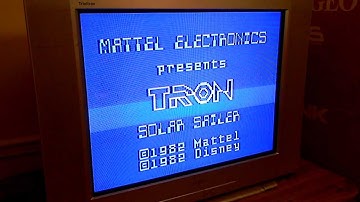 MATTEL ELECTRONICS
presents
TRON
SOLAR SAILER
©1982 Mattel
©1982 Disney